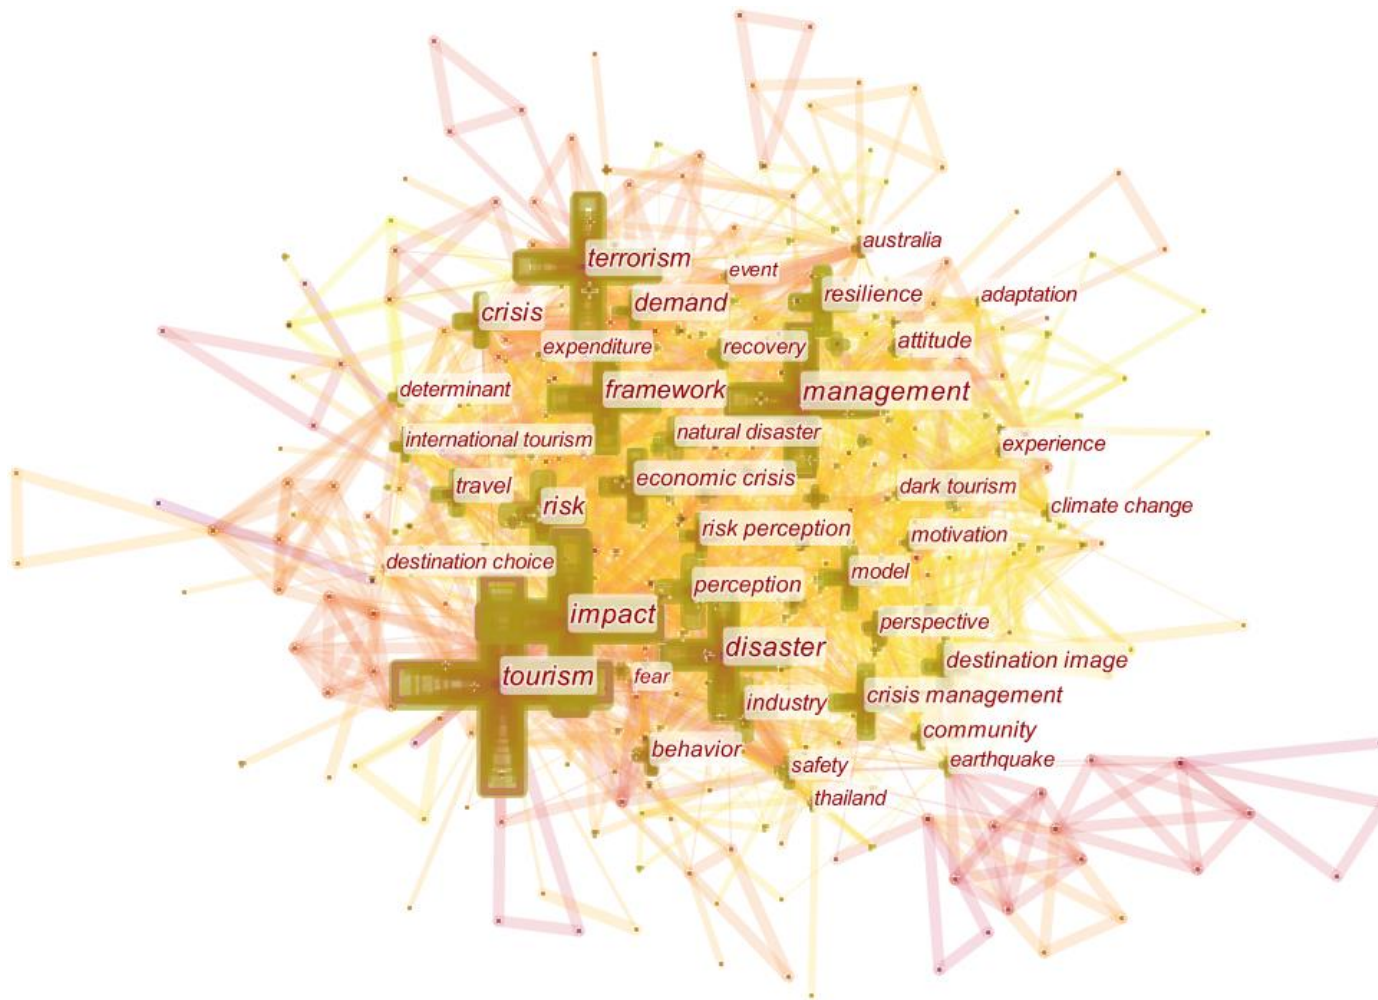 australia
terrorism
event
resilience
adaptation
demand
crisis
attitude
expenditure
recovery
determinant
framework
management
natural disaster
international tourism
experience
economic crisis
travel
dark tourism
risk
climate change
risk perception
motivation
destination choice
model
perception
impact
perspective
disaster
destination image
tourism
fear
crisis management
industry
community
behavior
earthquake
safety
thailand